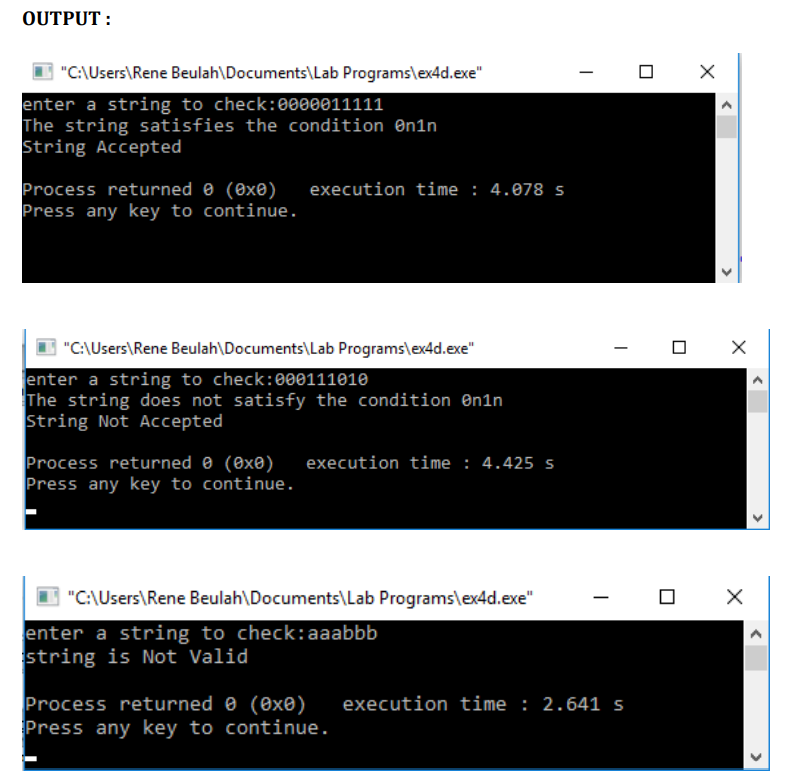 OUTPUT :
"C:\Users\Rene Beulah\Documents\Lab Programs\ex4d.exe"
enter a string to check:0000011111
The string satisfies the condition 0n1n
String Accepted
Process returned 0 (0x0)   execution time : 4.078 s
Press any key to continue.
"C:\Users\Rene Beulah\Documents\Lab Programs\ex4d.exe"
enter a string to check:000111010
The string does not satisfy the condition 0n1n
String Not Accepted
Process returned 0 (0x0)   execution time : 4.425 s
Press any key to continue.
"C:\Users\Rene Beulah\Documents\Lab Programs\ex4d.exe"
enter a string to check:aaabbb
string is Not Valid
Process returned 0 (0x0)   execution time : 2.641 s
Press any key to continue.